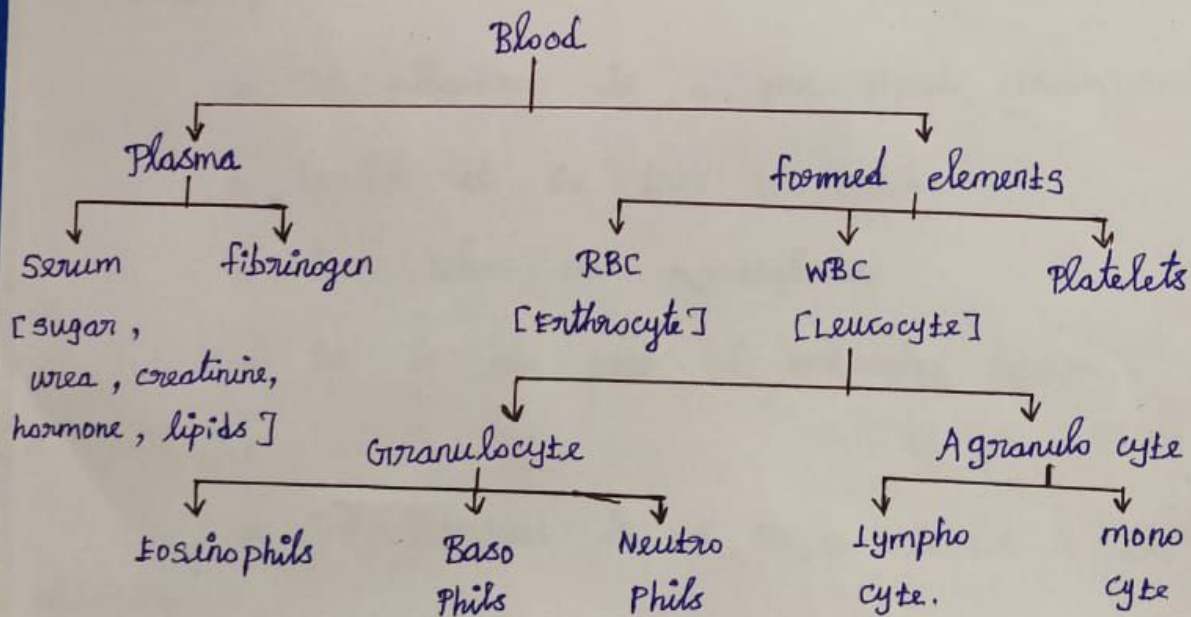 Blood
Plasma formed elements
Serum fibrinogen RBC WBC Platelets
[sugar, [Erthrocyte] [Leucocyte]
urea, creatinine,
hormone, lipids]
Granulocyte Agranulo cyte
Eosinophils Baso Neutro Lympho mono
Phils Phils cyte. cyte